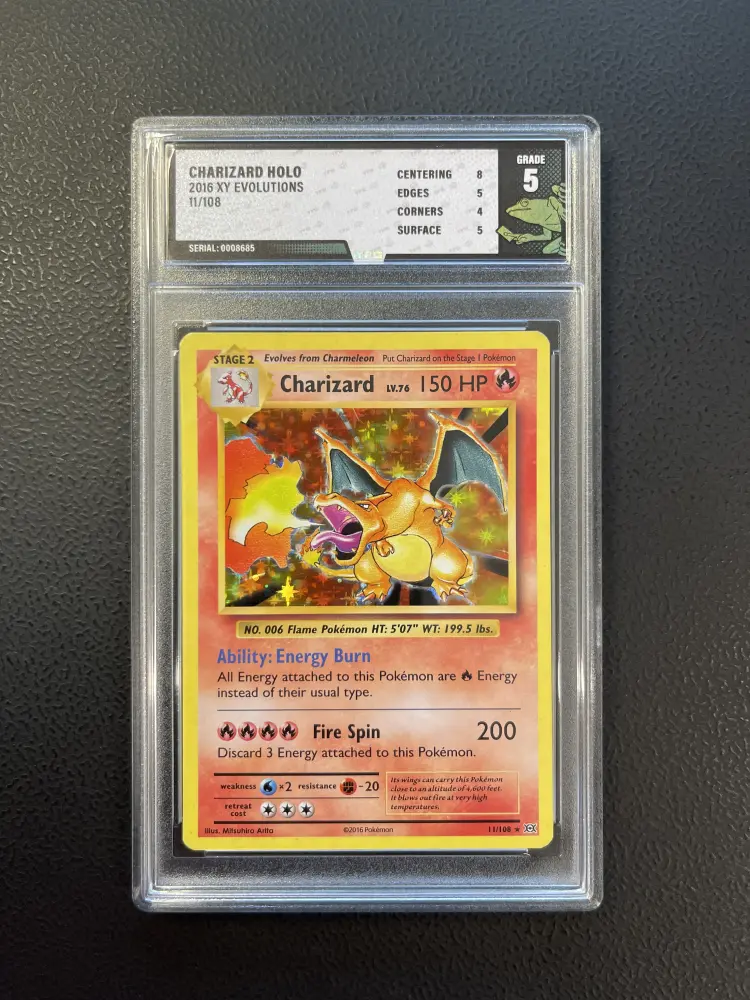 CHARIZARD HOLO
2016 XY EVOLUTIONS
11/108
CENTERING 8
EDGES 5
CORNERS 4
SURFACE 5
GRADE
5
SERIAL: 0008685
STAGE 2 Evolves from Charmeleon Put Charizard on the Stage 1 Pokémon
Charizard LV.76 150 HP
NO. 006 Flame Pokémon HT: 5'07" WT: 199.5 lbs.
Ability: Energy Burn
All Energy attached to this Pokémon are Energy
instead of their usual type.
Fire Spin 200
Discard 3 Energy attached to this Pokémon.
weakness ×2 resistance -20
retreat
cost
Its wings can carry this Pokémon
close to an altitude of 4,600 feet.
It blows out fire at very high
temperatures.
Illus. Mitsuhiro Arita ©2016 Pokémon 11/108 ★